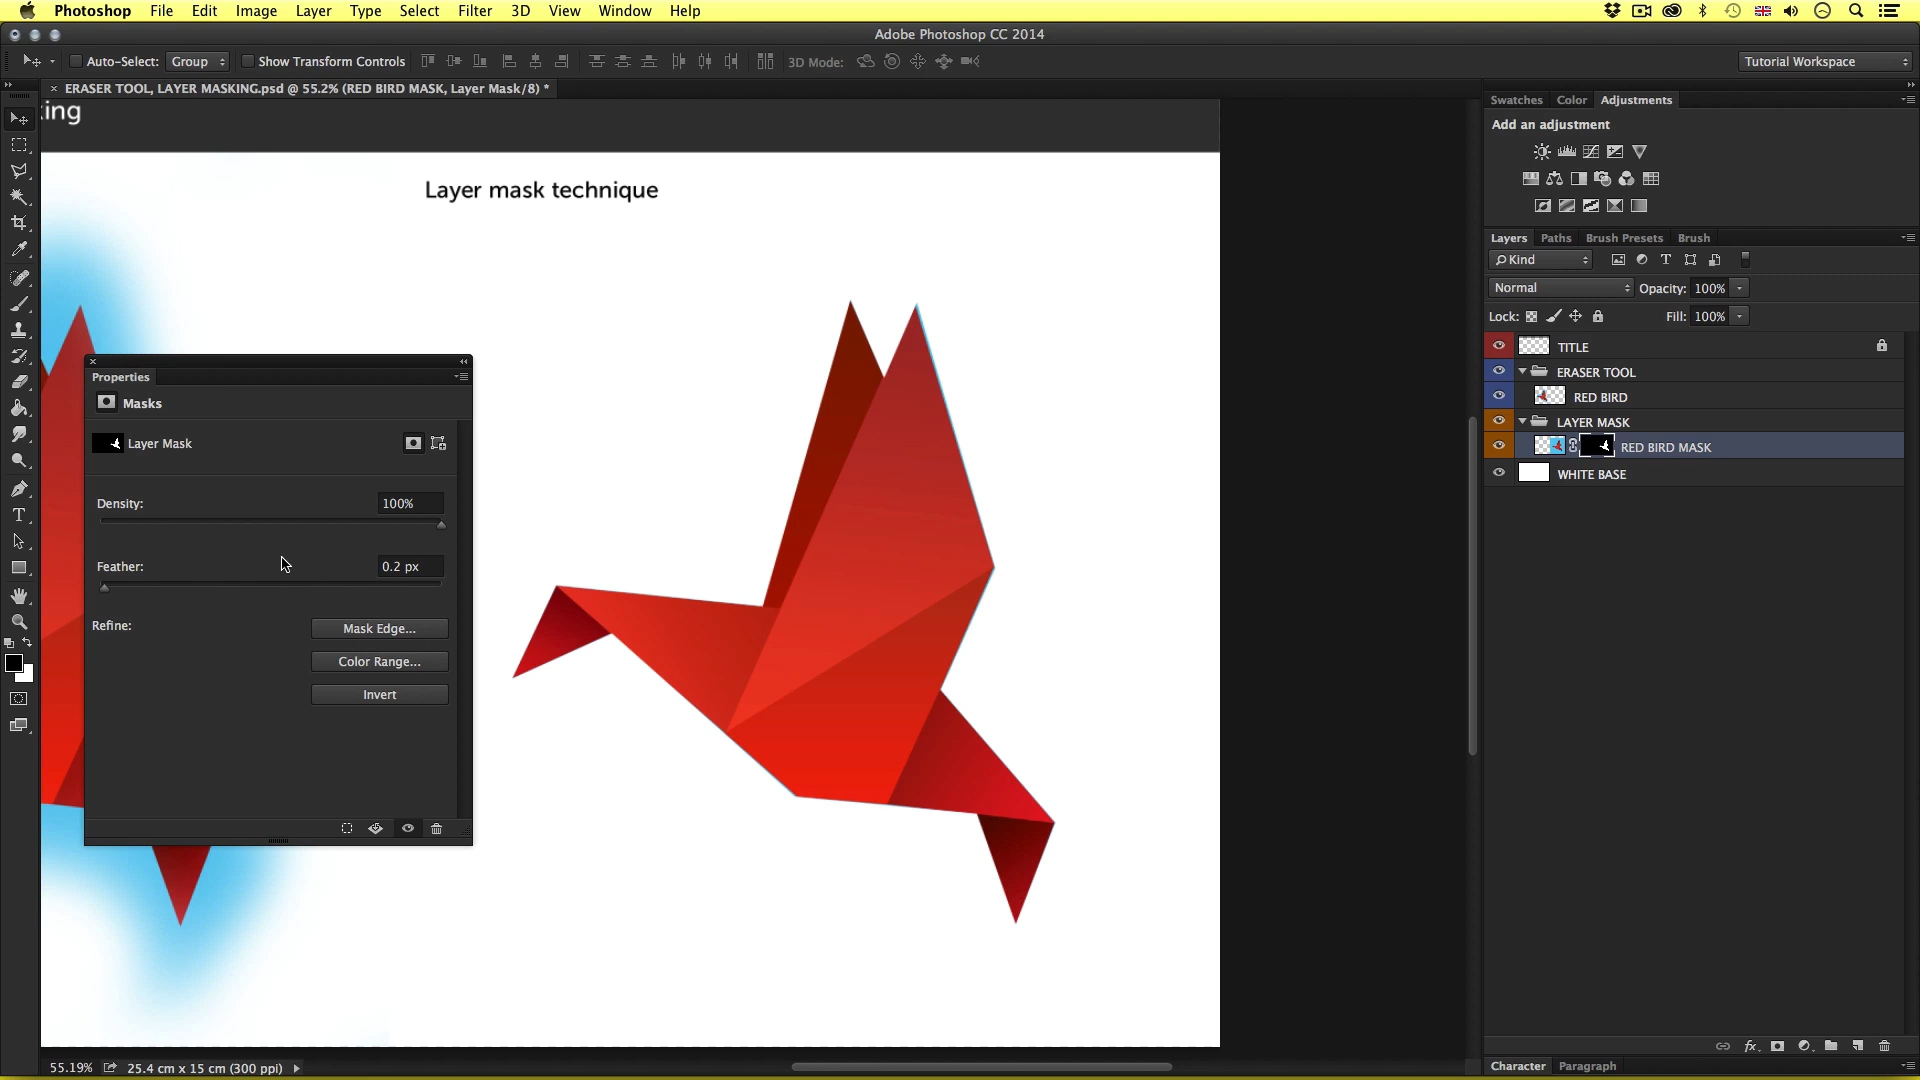 Photoshop File Edit Image Layer Type Select Filter 3D View Window Help
Adobe Photoshop CC 2014
Auto-Select: Group Show Transform Controls 3D Mode: Tutorial Workspace
× ERASER TOOL, LAYER MASKING.psd @ 55.2% (RED BIRD MASK, Layer Mask/8) *
king
Layer mask technique
Properties
Masks
Layer Mask
Density: 100%
Feather: 0.2 px
Refine: Mask Edge...
Color Range...
Invert
Swatches Color Adjustments
Add an adjustment
Layers Paths Brush Presets Brush
Kind
Normal Opacity: 100%
Lock: Fill: 100%
TITLE
ERASER TOOL
RED BIRD
LAYER MASK
RED BIRD MASK
WHITE BASE
fx
Character Paragraph
55.19% 25.4 cm x 15 cm (300 ppi)